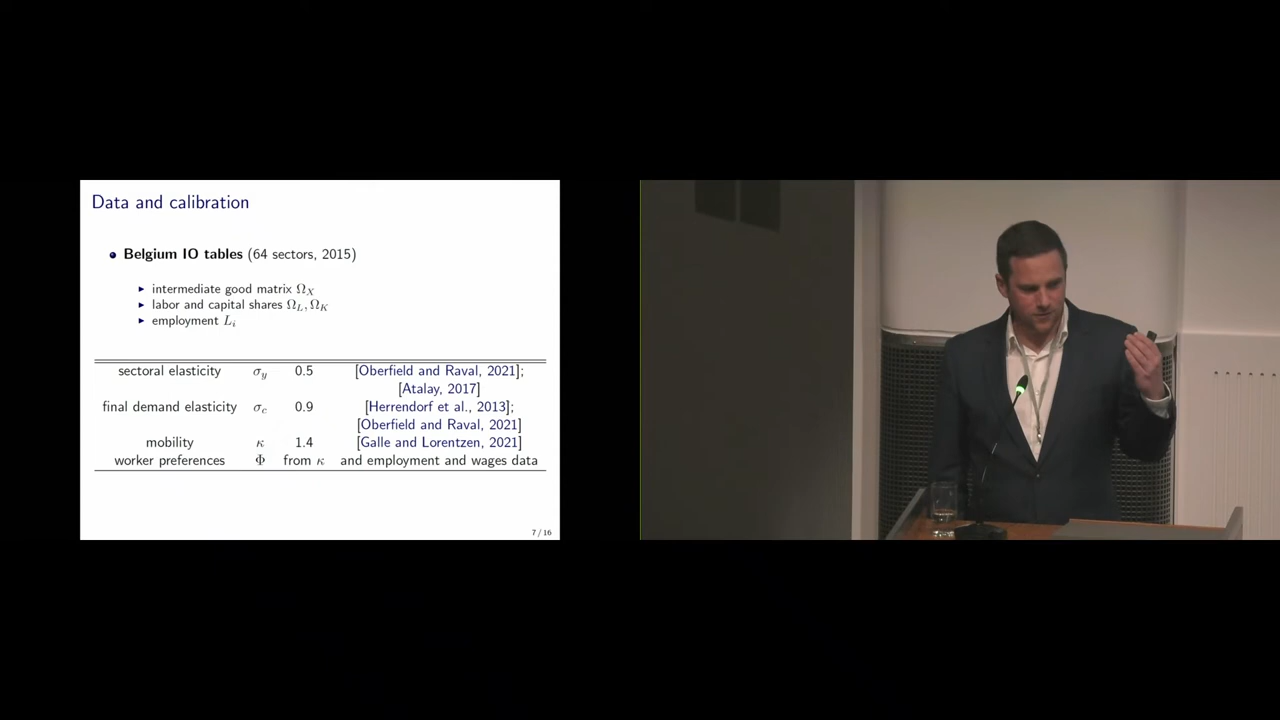 Data and calibration
Belgium IO tables (64 sectors, 2015)
intermediate good matrix Ω_X
labor and capital shares Ω_L, Ω_K
employment L_i
sectoral elasticity σ_y 0.5 [Oberfield and Raval, 2021];
[Atalay, 2017]
final demand elasticity σ_c 0.9 [Herrendorf et al., 2013];
[Oberfield and Raval, 2021]
mobility κ 1.4 [Galle and Lorentzen, 2021]
worker preferences Φ from κ and employment and wages data
7 / 16